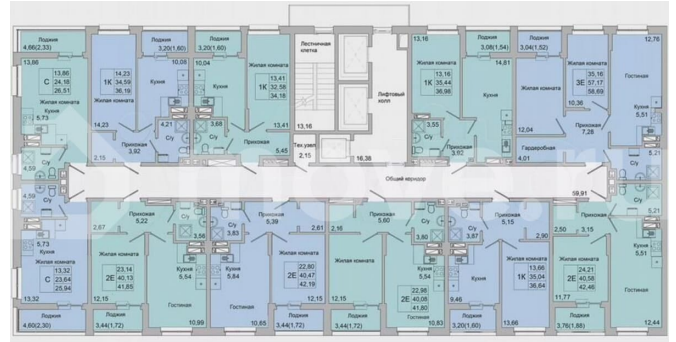 Лоджия
4,66(2,33)
Лоджия
3,20(1,60)
Лоджия
3,20(1,60)
Лестничная
клетка
13,16
Лоджия
3,08(1,54)
Лоджия
3,04(1,52)
12,76
13,86
С
13,86
24,18
26,51
Кухня
5,73
1К
14,23
34,59
36,19
Жилая комната
14,23
10,08
Кухня
10,04
Кухня
1К
13,41
32,58
34,18
Жилая комната
13,41
13,16
Лифтовый
холл
1К
13,16
35,44
36,98
Жилая комната
14,81
Кухня
Жилая комната
12,04
3Е
35,16
57,17
58,69
Жилая комната
10,36
Гостиная
Кухня
5,51
4,21
С/у
3,68
С/у
Прихожая
3,92
2,15
Прихожая
5,45
Тех.узел
2,15
16,38
3,55
С/у
Прихожая
Прихожая
7,28
Гардеробная
4,01
С/у
5,21
4,59
С/у
Общий коридор
59,91
4,59
С/у
5,73
Кухня
2,67
Прихожая
5,22
С/у
3,56
С/у
3,83
Прихожая
5,39
2,61
2,16
Прихожая
5,60
С/у
3,80
С/у
3,87
Прихожая
5,15
2,90
2,50
Прихожая
3,15
С/у
5,21
Кухня
5,51
Жилая комната
С
13,32
23,64
25,94
13,32
Жилая комната
2Е
23,14
40,13
41,85
12,15
Кухня
5,54
Гостиная
10,99
Кухня
5,84
Гостиная
10,65
2Е
22,80
40,47
42,19
Жилая комната
12,15
Жилая комната
12,15
2Е
22,98
40,08
41,80
Кухня
5,54
Гостиная
10,83
Кухня
9,46
1К
13,66
35,04
36,64
Жилая комната
13,66
Жилая комната
11,77
2Е
24,21
40,58
42,46
Гостиная
12,44
Лоджия
4,60(2,30)
Лоджия
3,44(1,72)
Лоджия
3,44(1,72)
Лоджия
3,44(1,72)
Лоджия
3,20(1,60)
Лоджия
3,76(1,88)